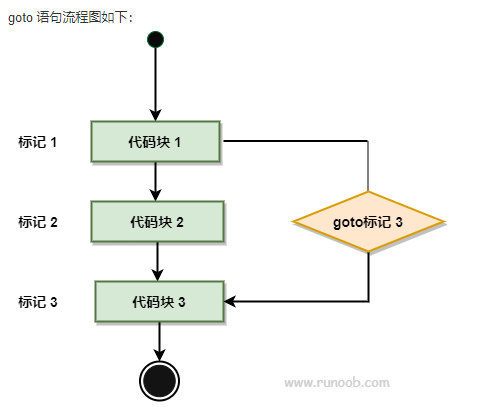 goto 语句流程图如下：
标记 1
代码块 1
标记 2
代码块 2
goto标记 3
标记 3
代码块 3
www.runoob.com